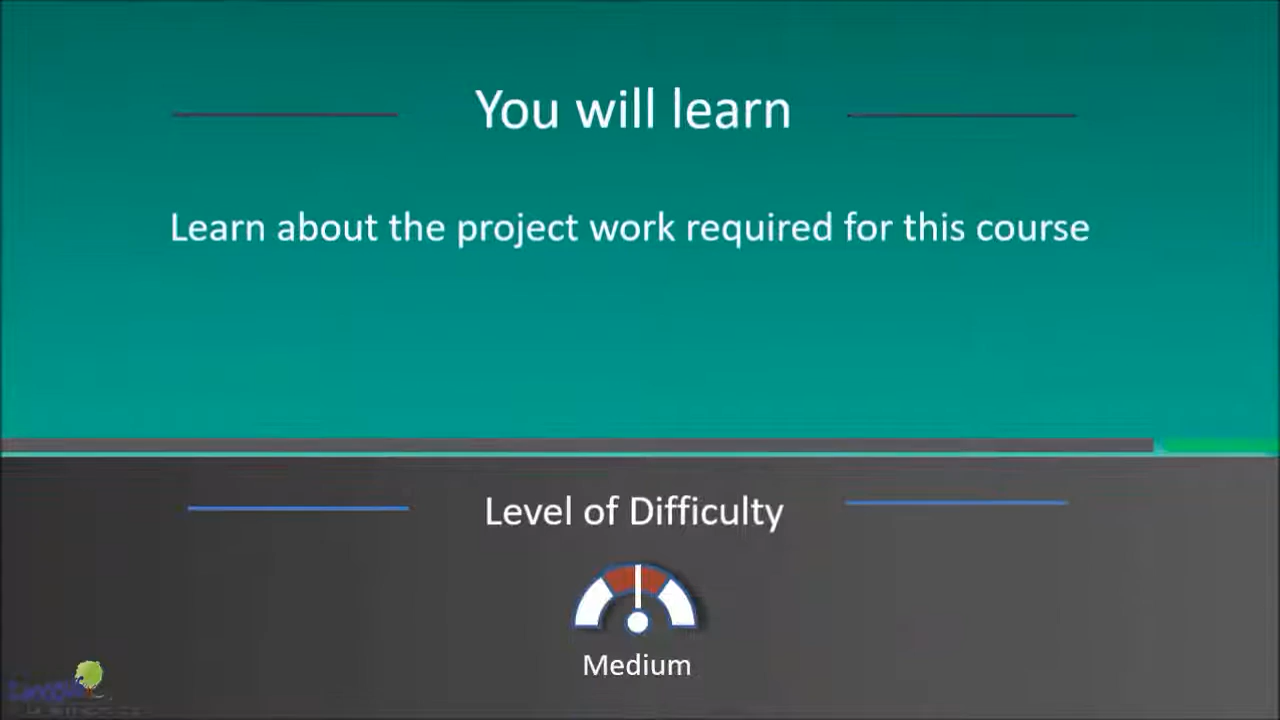 You will learn
Learn about the project work required for this course
Level of Difficulty
Medium